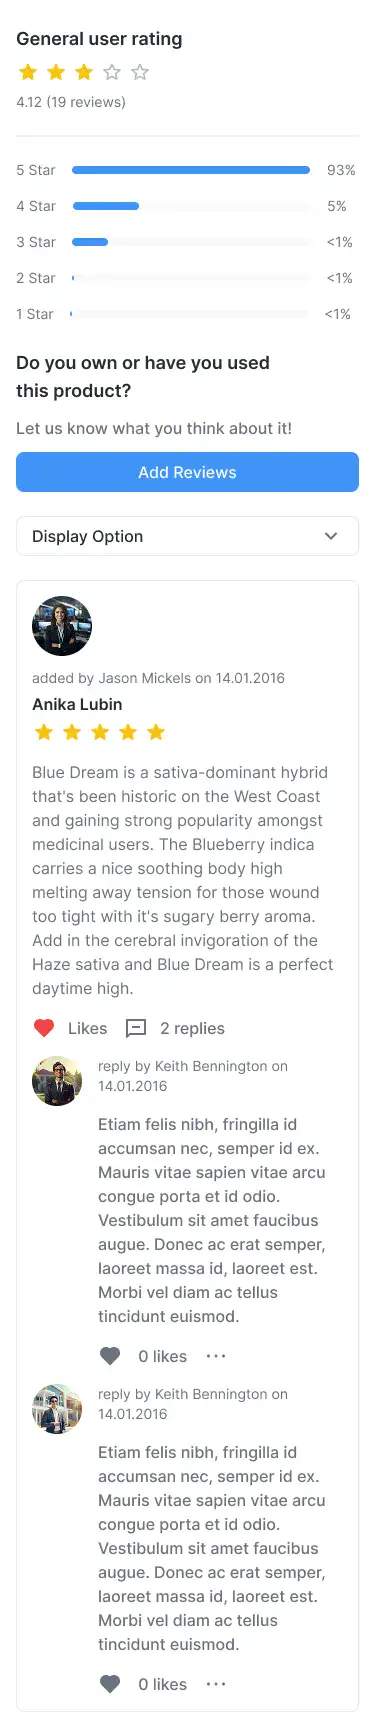 General user rating
4.12 (19 reviews)
5 Star 93%
4 Star 5%
3 Star <1%
2 Star <1%
1 Star <1%
Do you own or have you used
this product?
Let us know what you think about it!
Add Reviews
Display Option
added by Jason Mickels on 14.01.2016
Anika Lubin
Blue Dream is a sativa-dominant hybrid
that's been historic on the West Coast
and gaining strong popularity amongst
medicinal users. The Blueberry indica
carries a nice soothing body high
melting away tension for those wound
too tight with it's sugary berry aroma.
Add in the cerebral invigoration of the
Haze sativa and Blue Dream is a perfect
daytime high.
Likes 2 replies
reply by Keith Bennington on
14.01.2016
Etiam felis nibh, fringilla id
accumsan nec, semper id ex.
Mauris vitae sapien vitae arcu
congue porta et id odio.
Vestibulum sit amet faucibus
augue. Donec ac erat semper,
laoreet massa id, laoreet est.
Morbi vel diam ac tellus
tincidunt euismod.
0 likes
reply by Keith Bennington on
14.01.2016
Etiam felis nibh, fringilla id
accumsan nec, semper id ex.
Mauris vitae sapien vitae arcu
congue porta et id odio.
Vestibulum sit amet faucibus
augue. Donec ac erat semper,
laoreet massa id, laoreet est.
Morbi vel diam ac tellus
tincidunt euismod.
0 likes